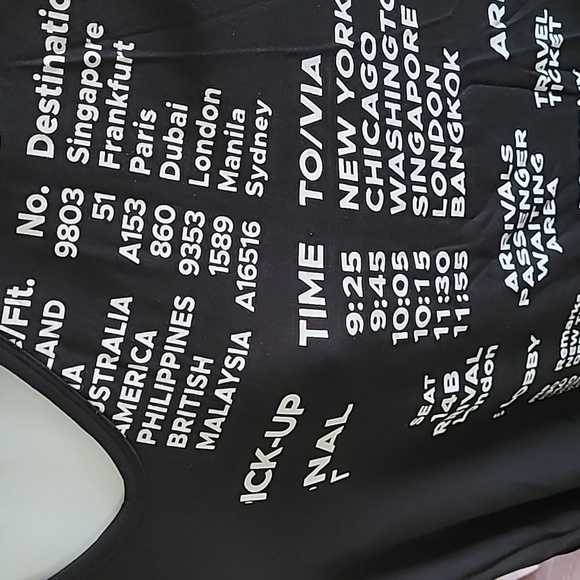 No. Destinatio
LAND 9803 Singapore
51 Frankfurt
USTRALIA A153 Paris
AMERICA 860 Dubai
PHILIPPINES 9353 London
BRITISH 1589 Manila
MALAYSIA A16516 Sydney
TIME TO/VIA
9:25 NEW YORK
9:45 CHICAGO
10:05 WASHINGTO
10:15 SINGAPORE
11:30 LONDON
11:55 BANGKOK
ICK-UP
NAL
SEAT
R14B
London
ARRIVALS
PASSENGER
WAITING
AREA
TRAVEL
TICKET